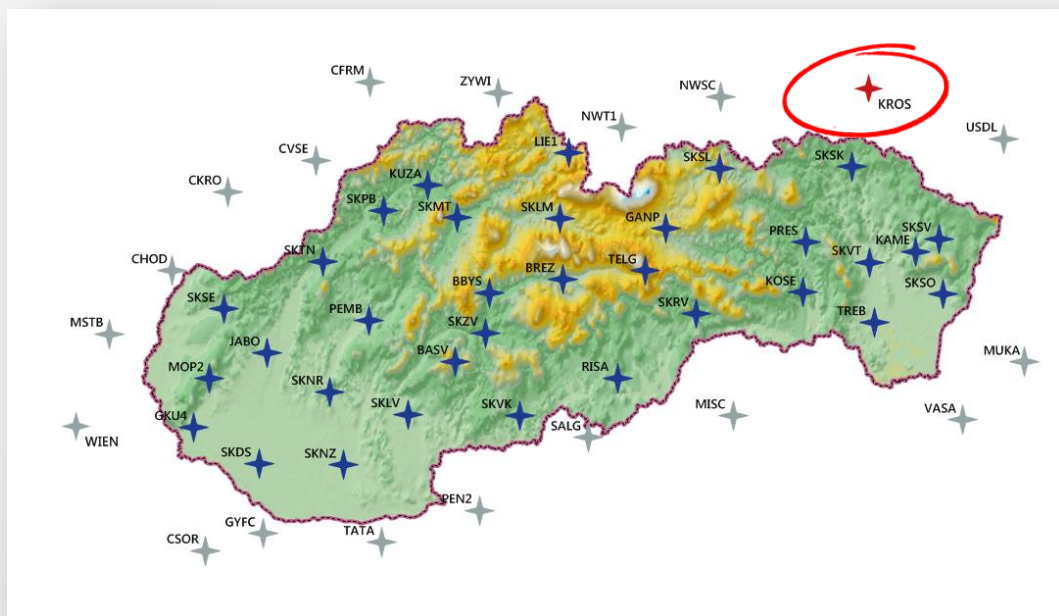 CFRM
ZYWI
NWSC
KROS
NWT1
USDL
CVSE
LIE1
SKSL
SKSK
CKRO
KUZA
SKPB
SKMT
SKLM
GANP
PRES
SKSV
KAME
SKVT
SKTN
CHOD
BREZ
TELG
BBYS
KOSE
SKSO
SKSE
PEMB
SKZV
SKRV
TREB
MSTB
JABO
MOP2
BASV
RISA
MUKA
SKNR
SKLV
SKVK
MISC
VASA
GKU4
WIEN
SALG
SKDS
SKNZ
PEN2
GYFC
TATA
CSOR